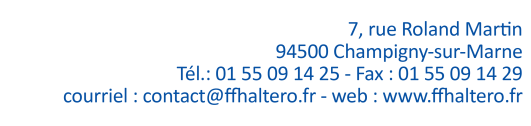 7, rue Roland Martin
94500 Champigny-sur-Marne
Tél.: 01 55 09 14 25 - Fax : 01 55 09 14 29
courriel : contact@ffhaltero.fr - web : www.ffhaltero.fr